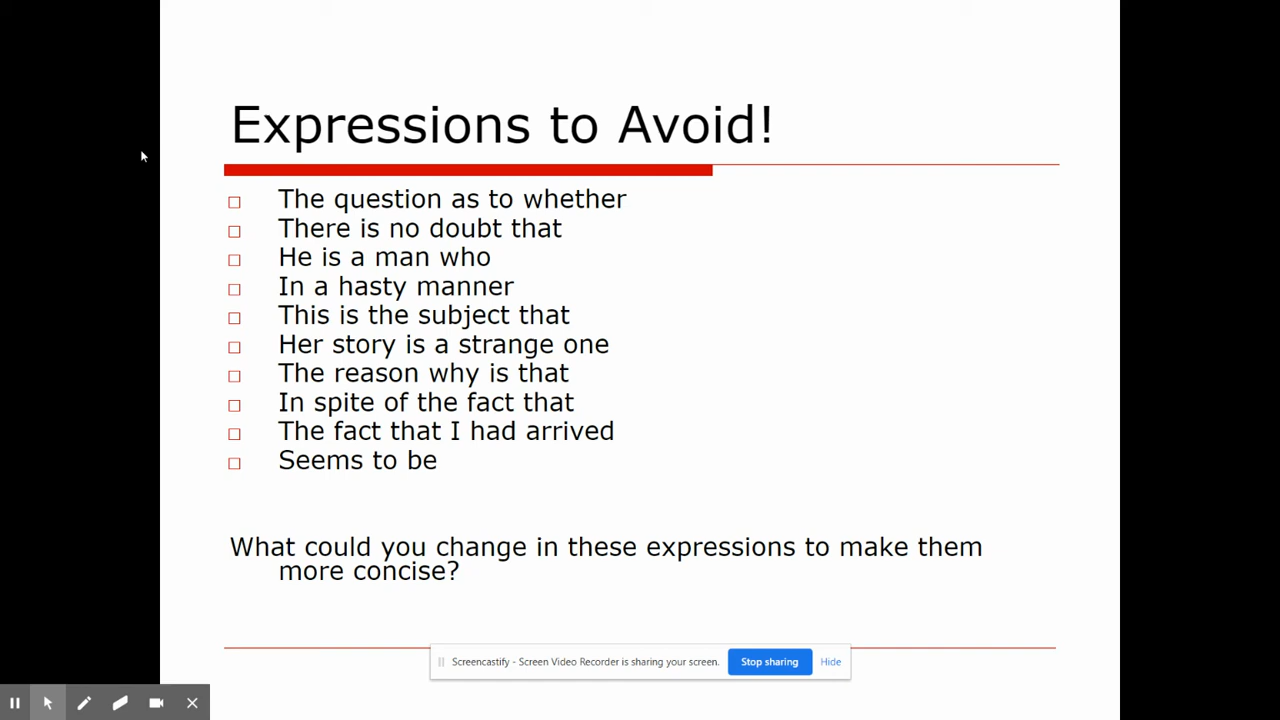 Expressions to Avoid!
The question as to whether
There is no doubt that
He is a man who
In a hasty manner
This is the subject that
Her story is a strange one
The reason why is that
In spite of the fact that
The fact that I had arrived
Seems to be
What could you change in these expressions to make them
more concise?
Screencastify - Screen Video Recorder is sharing your screen. Stop sharing Hide